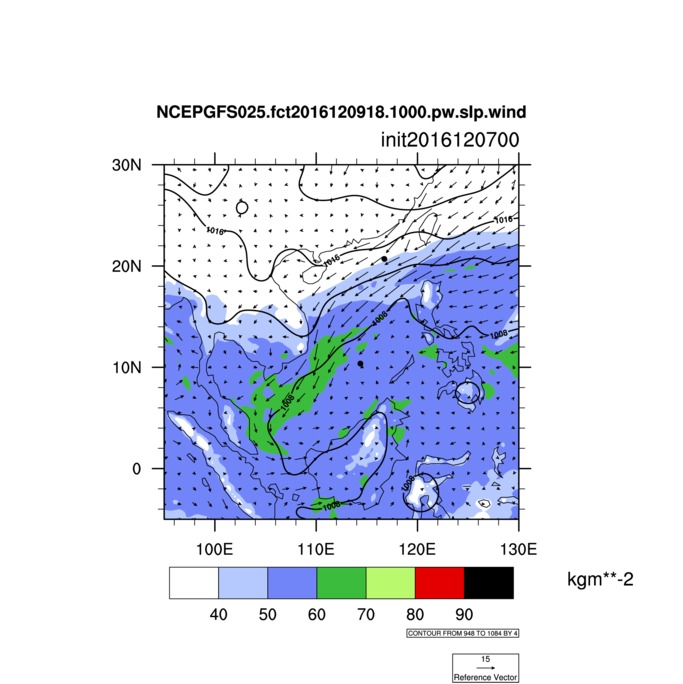 NCEPGFS025.fct2016120918.1000.pw.slp.wind
init2016120700
30N
1016
1016
1016
20N
1008
1008
10N
1008
0
1008
1008
100E 110E 120E 130E
kgm**-2
40 50 60 70 80 90
CONTOUR FROM 948 TO 1084 BY 4
15
Reference Vector